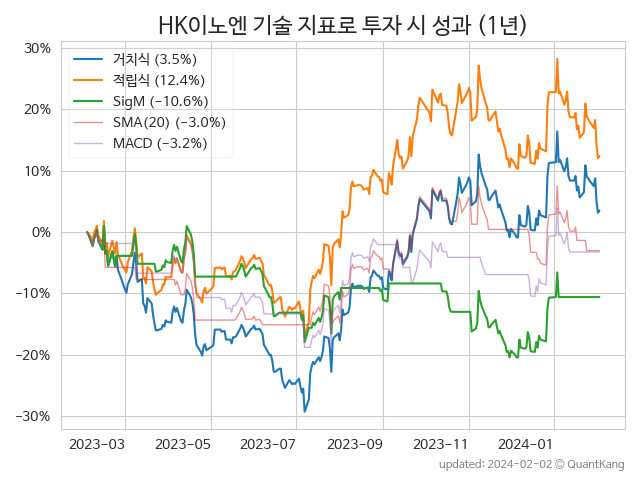 HK이노엔 기술 지표로 투자 시 성과 (1년)
30%
20%
10%
0%
−10%
−20%
−30%
거치식 (3.5%)
적립식 (12.4%)
SigM (−10.6%)
SMA(20) (−3.0%)
MACD (−3.2%)
2023-03 2023-05 2023-07 2023-09 2023-11 2024-01
updated: 2024-02-02 ⓒ QuantKang